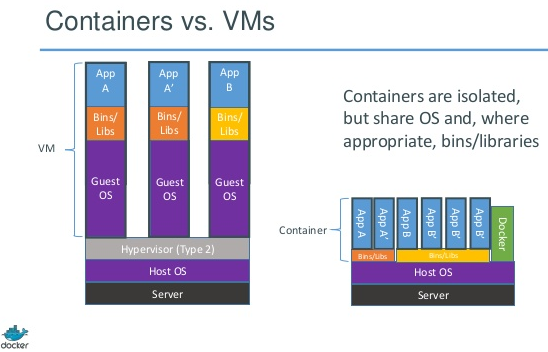 Containers vs. VMs
App
A
App
A’
App
B
Bins/
Libs
Bins/
Libs
Bins/
Libs
VM
Guest
OS
Guest
OS
Guest
OS
Hypervisor (Type 2)
Host OS
Server
Containers are isolated,
but share OS and, where
appropriate, bins/libraries
Container
App A
App A’
App B
App B’
App B’
App B’
Docker
Bins/Libs
Bins/Libs
Host OS
Server
docker